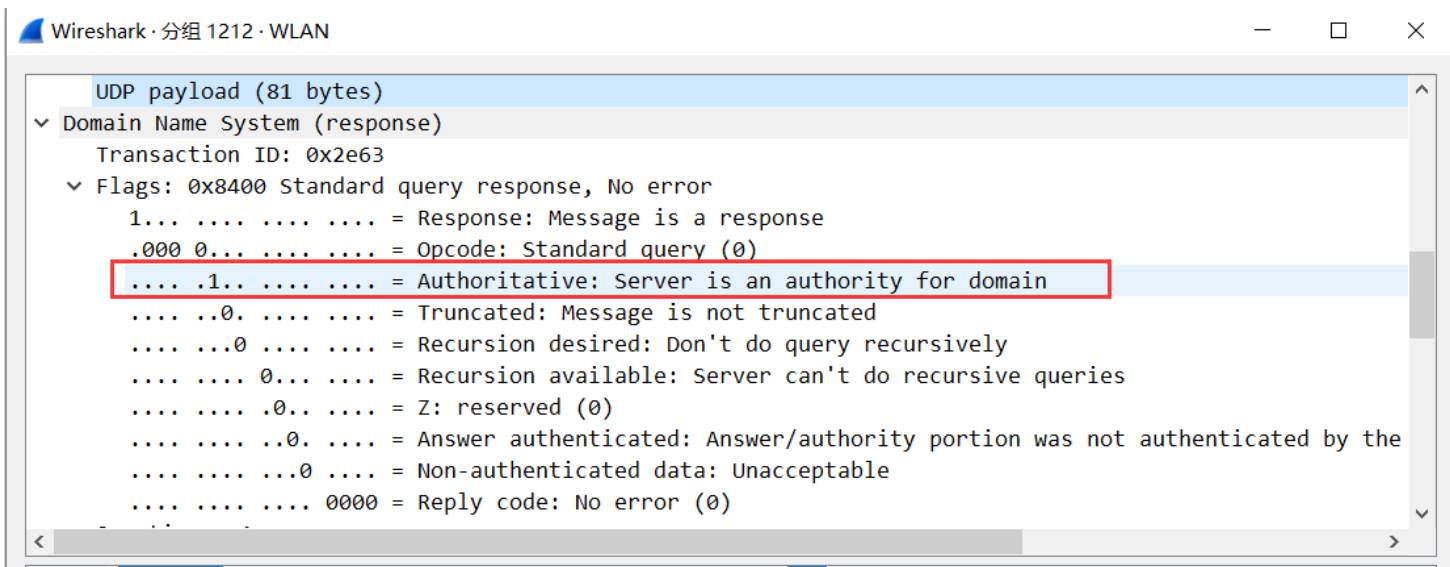 Wireshark · 分组 1212 · WLAN
UDP payload (81 bytes)
Domain Name System (response)
Transaction ID: 0x2e63
Flags: 0x8400 Standard query response, No error
1... .... .... .... = Response: Message is a response
.000 0... .... .... = Opcode: Standard query (0)
.... .1.. .... .... = Authoritative: Server is an authority for domain
.... ..0. .... .... = Truncated: Message is not truncated
.... ...0 .... .... = Recursion desired: Don't do query recursively
.... .... 0... .... = Recursion available: Server can't do recursive queries
.... .... .0.. .... = Z: reserved (0)
.... .... ..0. .... = Answer authenticated: Answer/authority portion was not authenticated by the
.... .... ...0 .... = Non-authenticated data: Unacceptable
.... .... .... 0000 = Reply code: No error (0)